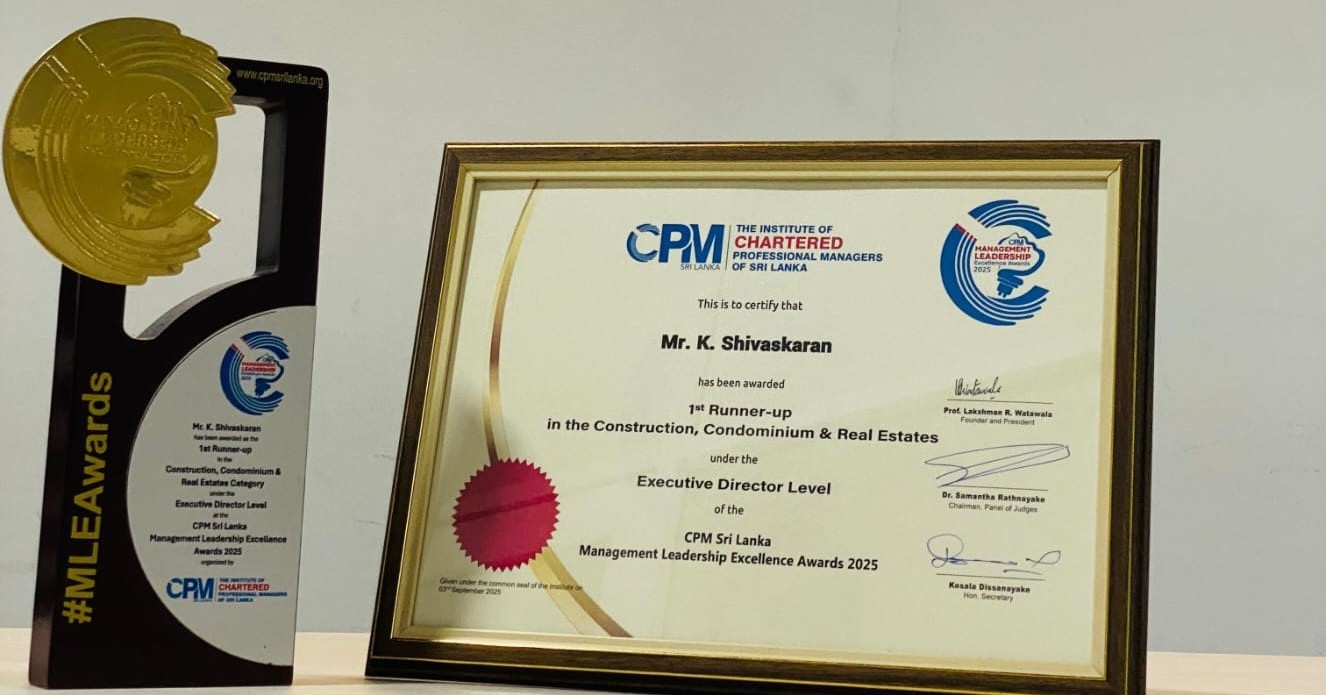 www.cpmsrilanka.org
#MLEAwards
MANAGEMENT
LEADERSHIP
2025
Mr. K. Shivaskaran
has been awarded as the
1st Runner-up
in the
Construction, Condominium &
Real Estates Category
under the
Executive Director Level
at the
CPM Sri Lanka
Management Leadership Excellence
Awards 2025
organized by
CPM
SRI LANKA
THE INSTITUTE OF
CHARTERED
PROFESSIONAL MANAGERS
OF SRI LANKA
CPM
SRI LANKA
THE INSTITUTE OF
CHARTERED
PROFESSIONAL MANAGERS
OF SRI LANKA
CPM
MANAGEMENT
LEADERSHIP
Excellence Awards
2025
This is to certify that
Mr. K. Shivaskaran
has been awarded
1st Runner-up
in the Construction, Condominium & Real Estates
under the
Executive Director Level
of the
CPM Sri Lanka
Management Leadership Excellence Awards 2025
Given under the common seal of the Institute on
03rd September 2025
Prof. Lakshman R. Watawala
Founder and President
Dr. Samantha Rathnayake
Chairman, Panel of Judges
Kosala Dissanayake
Hon. Secretary